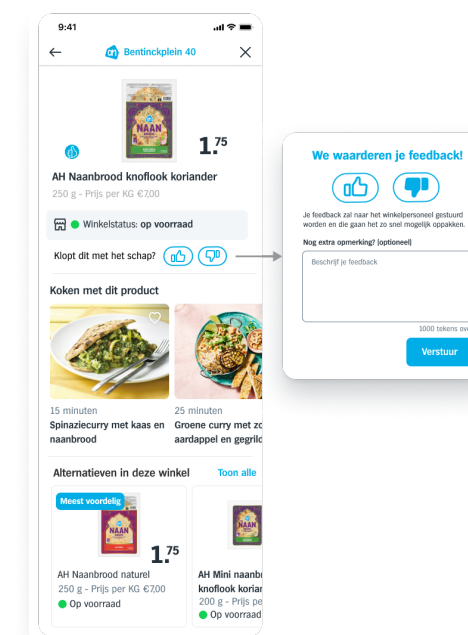 9:41
Bentinckplein 40
NAAN
1.75
AH Naanbrood knoflook koriander
250 g - Prijs per KG €7,00
Winkelstatus: op voorraad
Klopt dit met het schap?
Koken met dit product
15 minuten
Spinaziecurry met kaas en
naanbrood
25 minuten
Groene curry met zo
aardappel en gegrild
Alternatieven in deze winkel
Toon alle
Meest voordelig
NAAN
1.75
AH Naanbrood naturel
250 g - Prijs per KG €7,00
Op voorraad
NAAN
AH Mini naanbr
knoflook korian
200 g - Prijs pe
Op voorraad
We waarderen je feedback!
Je feedback zal naar het winkelpersoneel gestuurd
worden en die gaan het zo snel mogelijk oppakken.
Nog extra opmerking? (optioneel)
Beschrijf je feedback
1000 tekens ove
Verstuur